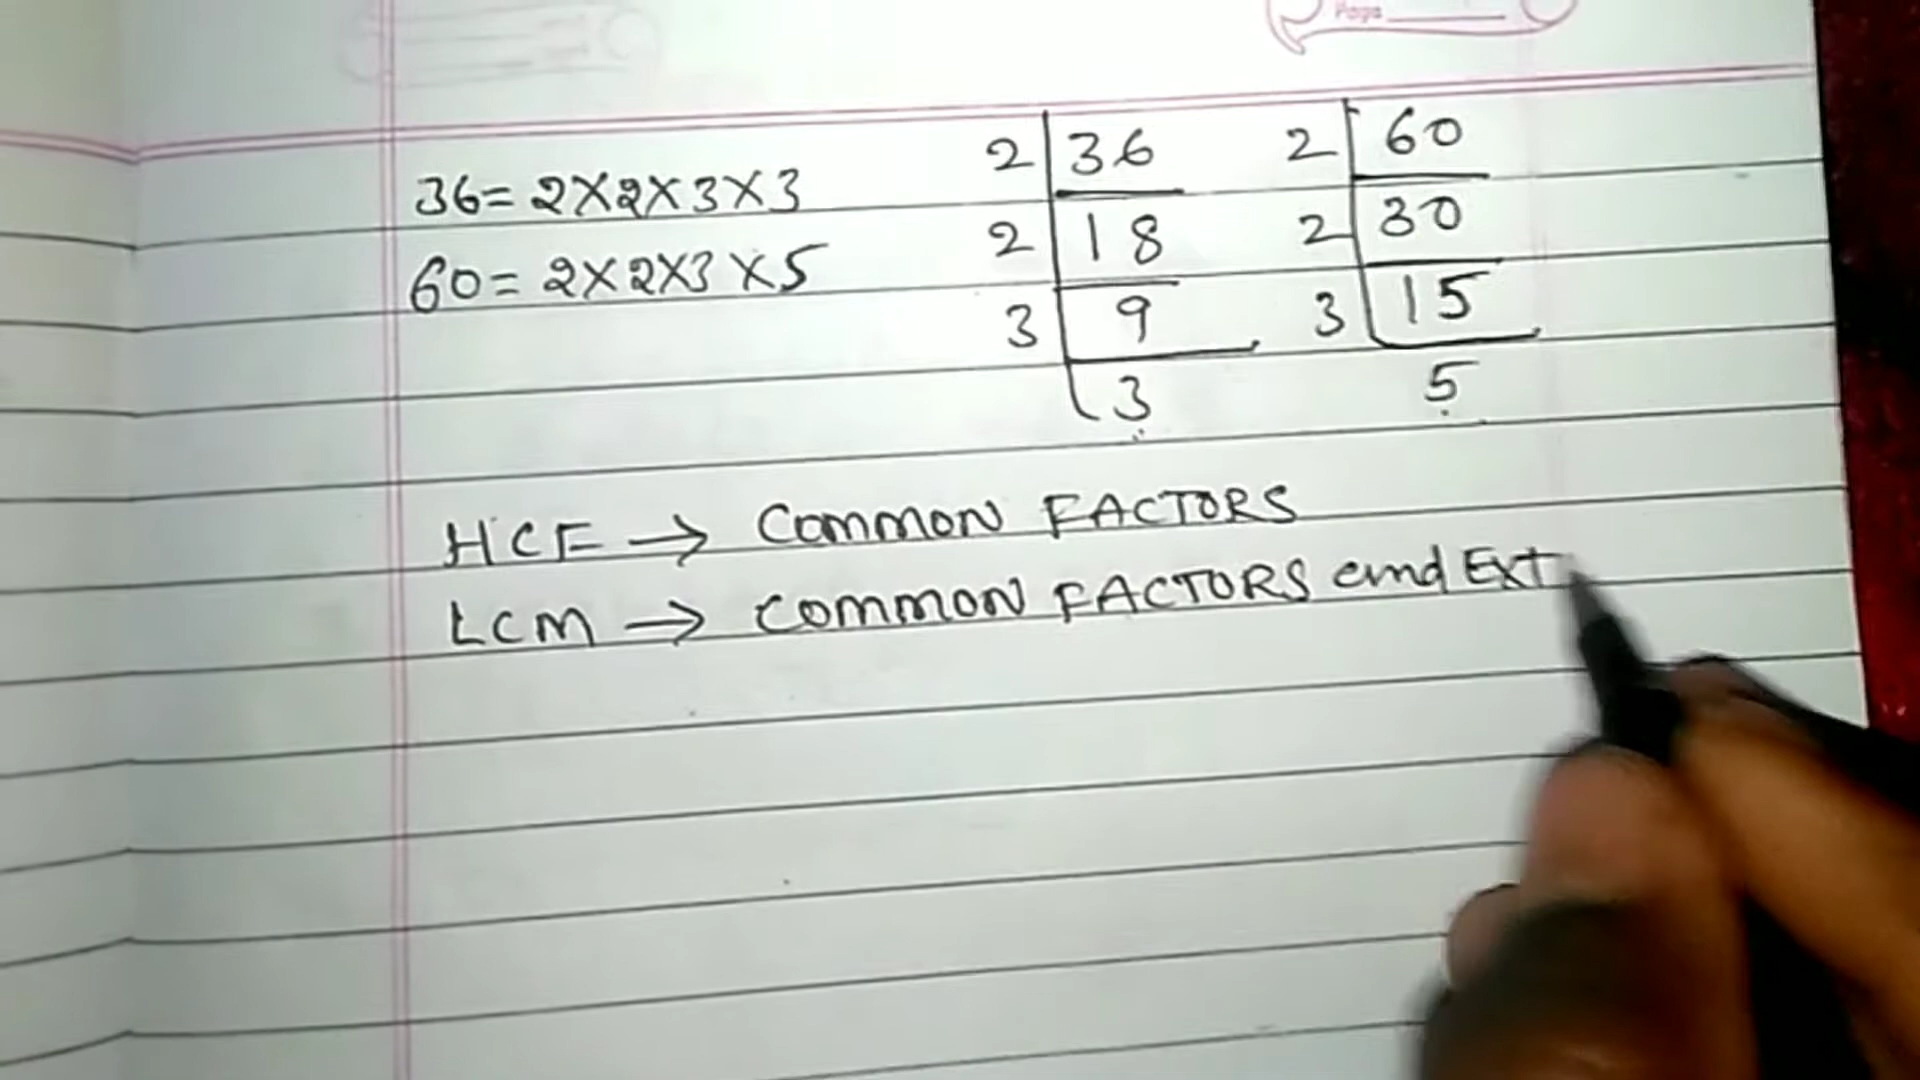 Page
36= 2X2X3X3
60= 2X2X3X5
2 36
2 18
3 9
3
2 60
2 30
3 15
5
HCF → Common FACTORS
LCM → Common FACTORS and Ext